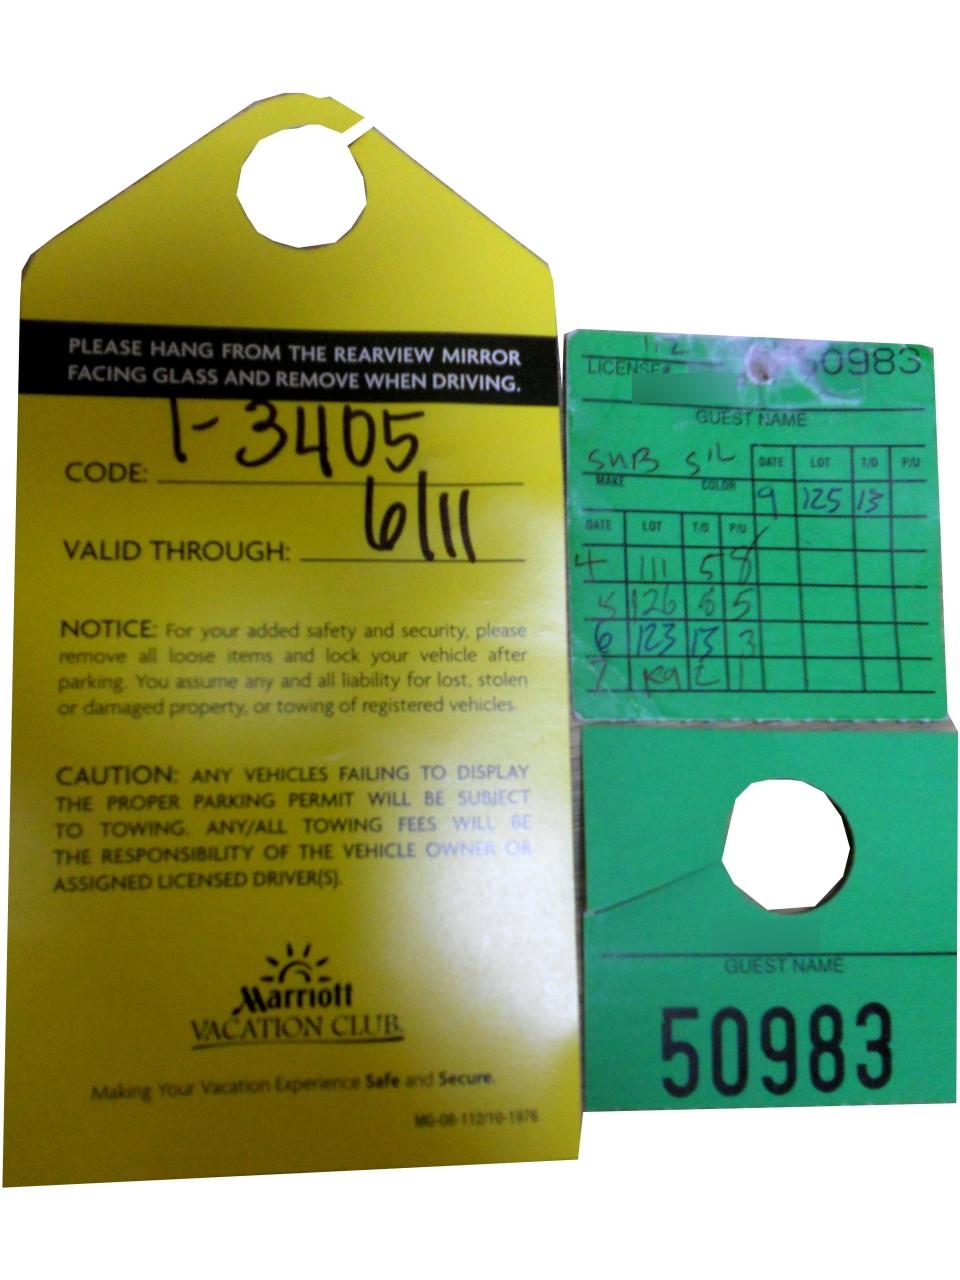 PLEASE HANG FROM THE REARVIEW MIRROR
FACING GLASS AND REMOVE WHEN DRIVING.
CODE: 1-3405
VALID THROUGH: 6/11
NOTICE: For your added safety and security, please
remove all loose items and lock your vehicle after
parking. You assume any and all liability for lost, stolen
or damaged property, or towing of registered vehicles.
CAUTION: ANY VEHICLES FAILING TO DISPLAY
THE PROPER PARKING PERMIT WILL BE SUBJECT
TO TOWING. ANY/ALL TOWING FEES WILL BE
THE RESPONSIBILITY OF THE VEHICLE OWNER OR
ASSIGNED LICENSED DRIVER(S).
Marriott
VACATION CLUB.
Making Your Vacation Experience Safe and Secure.
MG-08-112/10-1976
LICENSE# 50983
GUEST NAME
SUB SIL
MAKE COLOR
DATE LOT T/D P/U
9 125 13
DATE LOT T/D P/U
4 111 5 8
5 126 8 5
6 123 13 3
7 2 1
GUEST NAME
50983